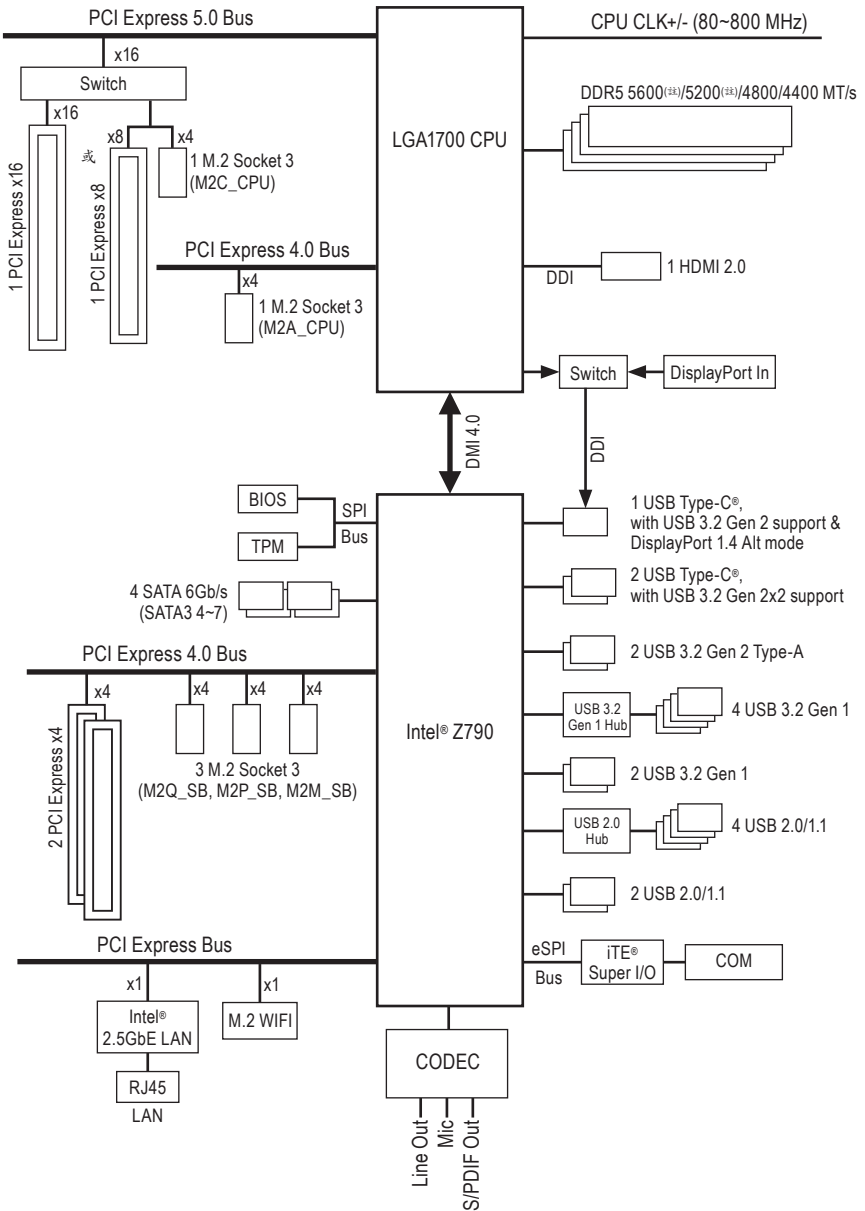 PCI Express 5.0 Bus
CPU CLK+/- (80~800 MHz)
x16
Switch
DDR5 5600(註)/5200(註)/4800/4400 MT/s
x16
x8
x4
LGA1700 CPU
或
1 M.2 Socket 3
(M2C_CPU)
1 PCI Express x16
1 PCI Express x8
PCI Express 4.0 Bus
DDI
1 HDMI 2.0
x4
1 M.2 Socket 3
(M2A_CPU)
Switch
DisplayPort In
DMI 4.0
DDI
BIOS
SPI
Bus
TPM
1 USB Type-C®,
with USB 3.2 Gen 2 support &
DisplayPort 1.4 Alt mode
4 SATA 6Gb/s
(SATA3 4~7)
2 USB Type-C®,
with USB 3.2 Gen 2x2 support
PCI Express 4.0 Bus
2 USB 3.2 Gen 2 Type-A
x4
x4
x4
x4
Intel® Z790
USB 3.2
Gen 1 Hub
4 USB 3.2 Gen 1
2 PCI Express x4
3 M.2 Socket 3
(M2Q_SB, M2P_SB, M2M_SB)
2 USB 3.2 Gen 1
USB 2.0
Hub
4 USB 2.0/1.1
2 USB 2.0/1.1
PCI Express Bus
eSPI
Bus
iTE®
Super I/O
COM
x1
x1
Intel®
2.5GbE LAN
M.2 WIFI
RJ45
LAN
CODEC
Line Out
Mic
S/PDIF Out